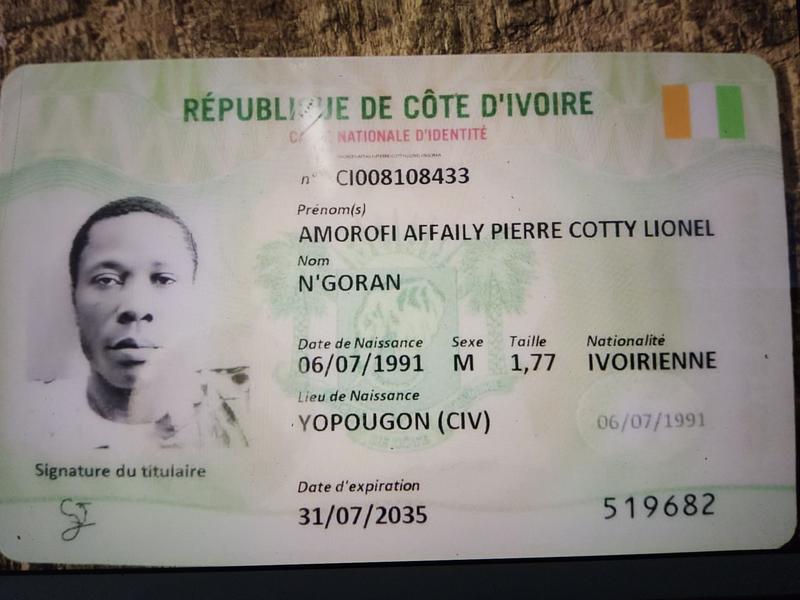 RÉPUBLIQUE DE CÔTE D'IVOIRE
CARTE NATIONALE D'IDENTITÉ
n° CI008108433
Prénom(s)
AMOROFI AFFAILY PIERRE COTTY LIONEL
Nom
N'GORAN
Date de Naissance Sexe Taille Nationalité
06/07/1991 M 1,77 IVOIRIENNE
Lieu de Naissance
YOPOUGON (CIV) 06/07/1991
Signature du titulaire
Date d'expiration
31/07/2035 519682